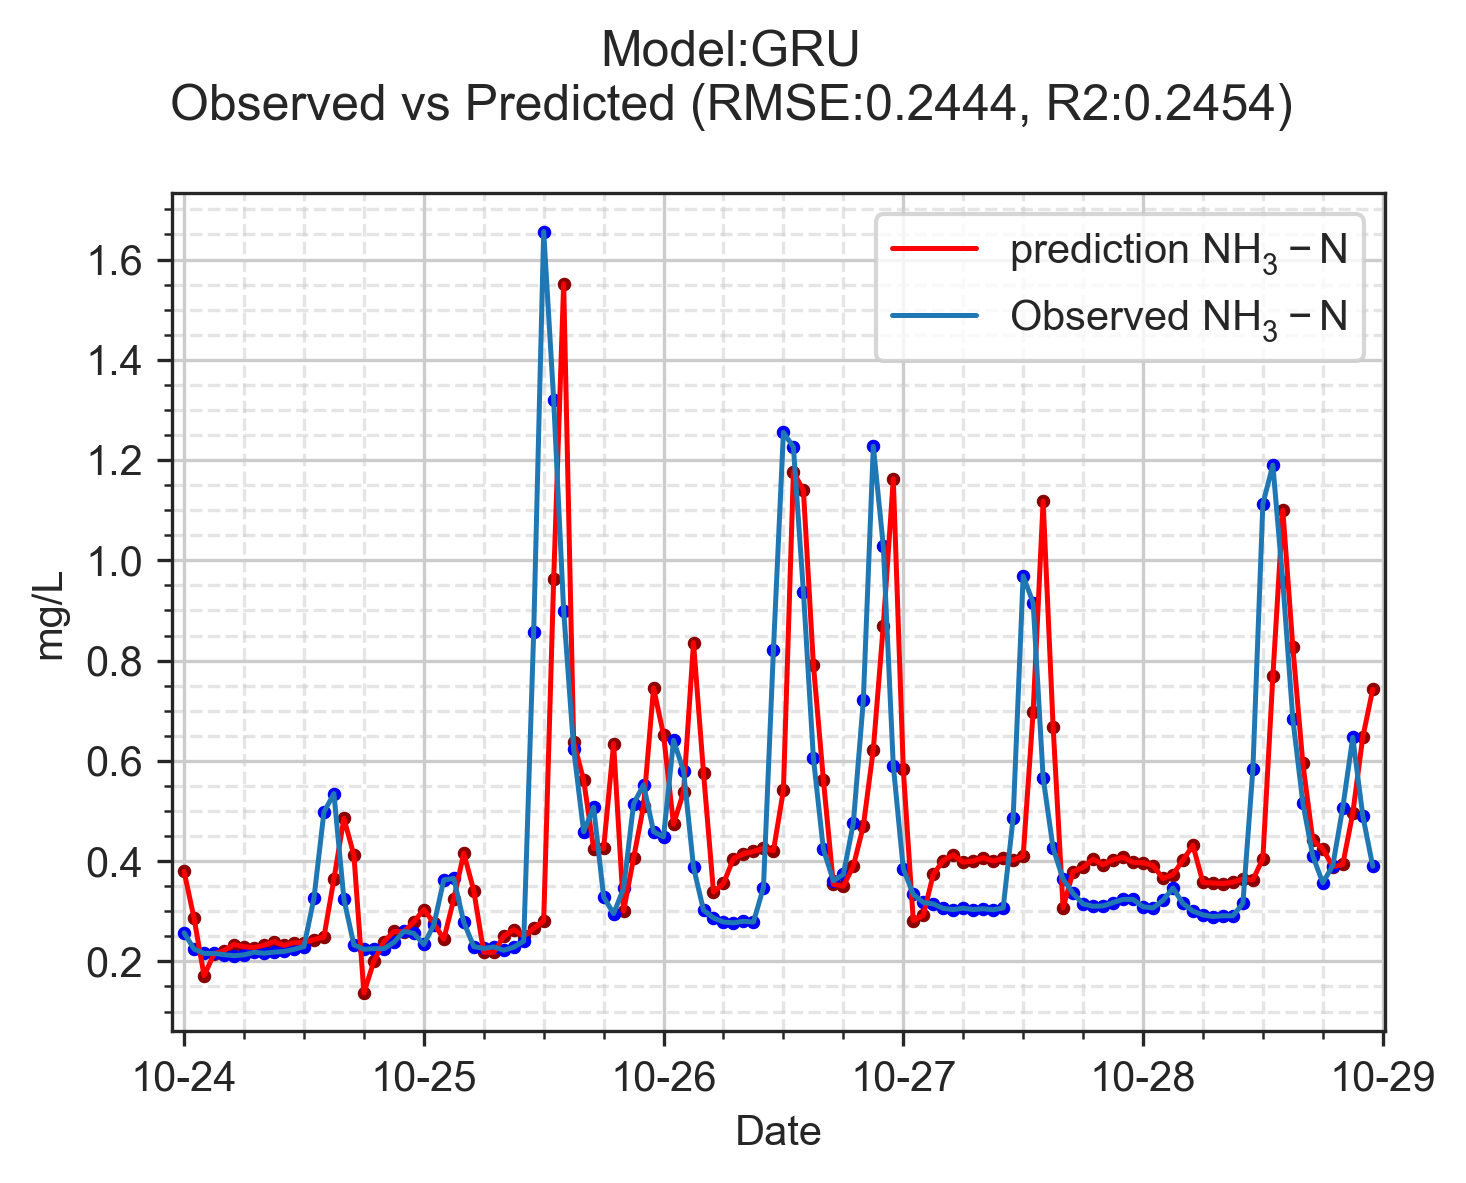 Model:GRU
Observed vs Predicted (RMSE:0.2444, R2:0.2454)
prediction NH₃ − N
Observed NH₃ − N
1.6
1.4
1.2
1.0
0.8
0.6
0.4
0.2
mg/L
10-24 10-25 10-26 10-27 10-28 10-29
Date